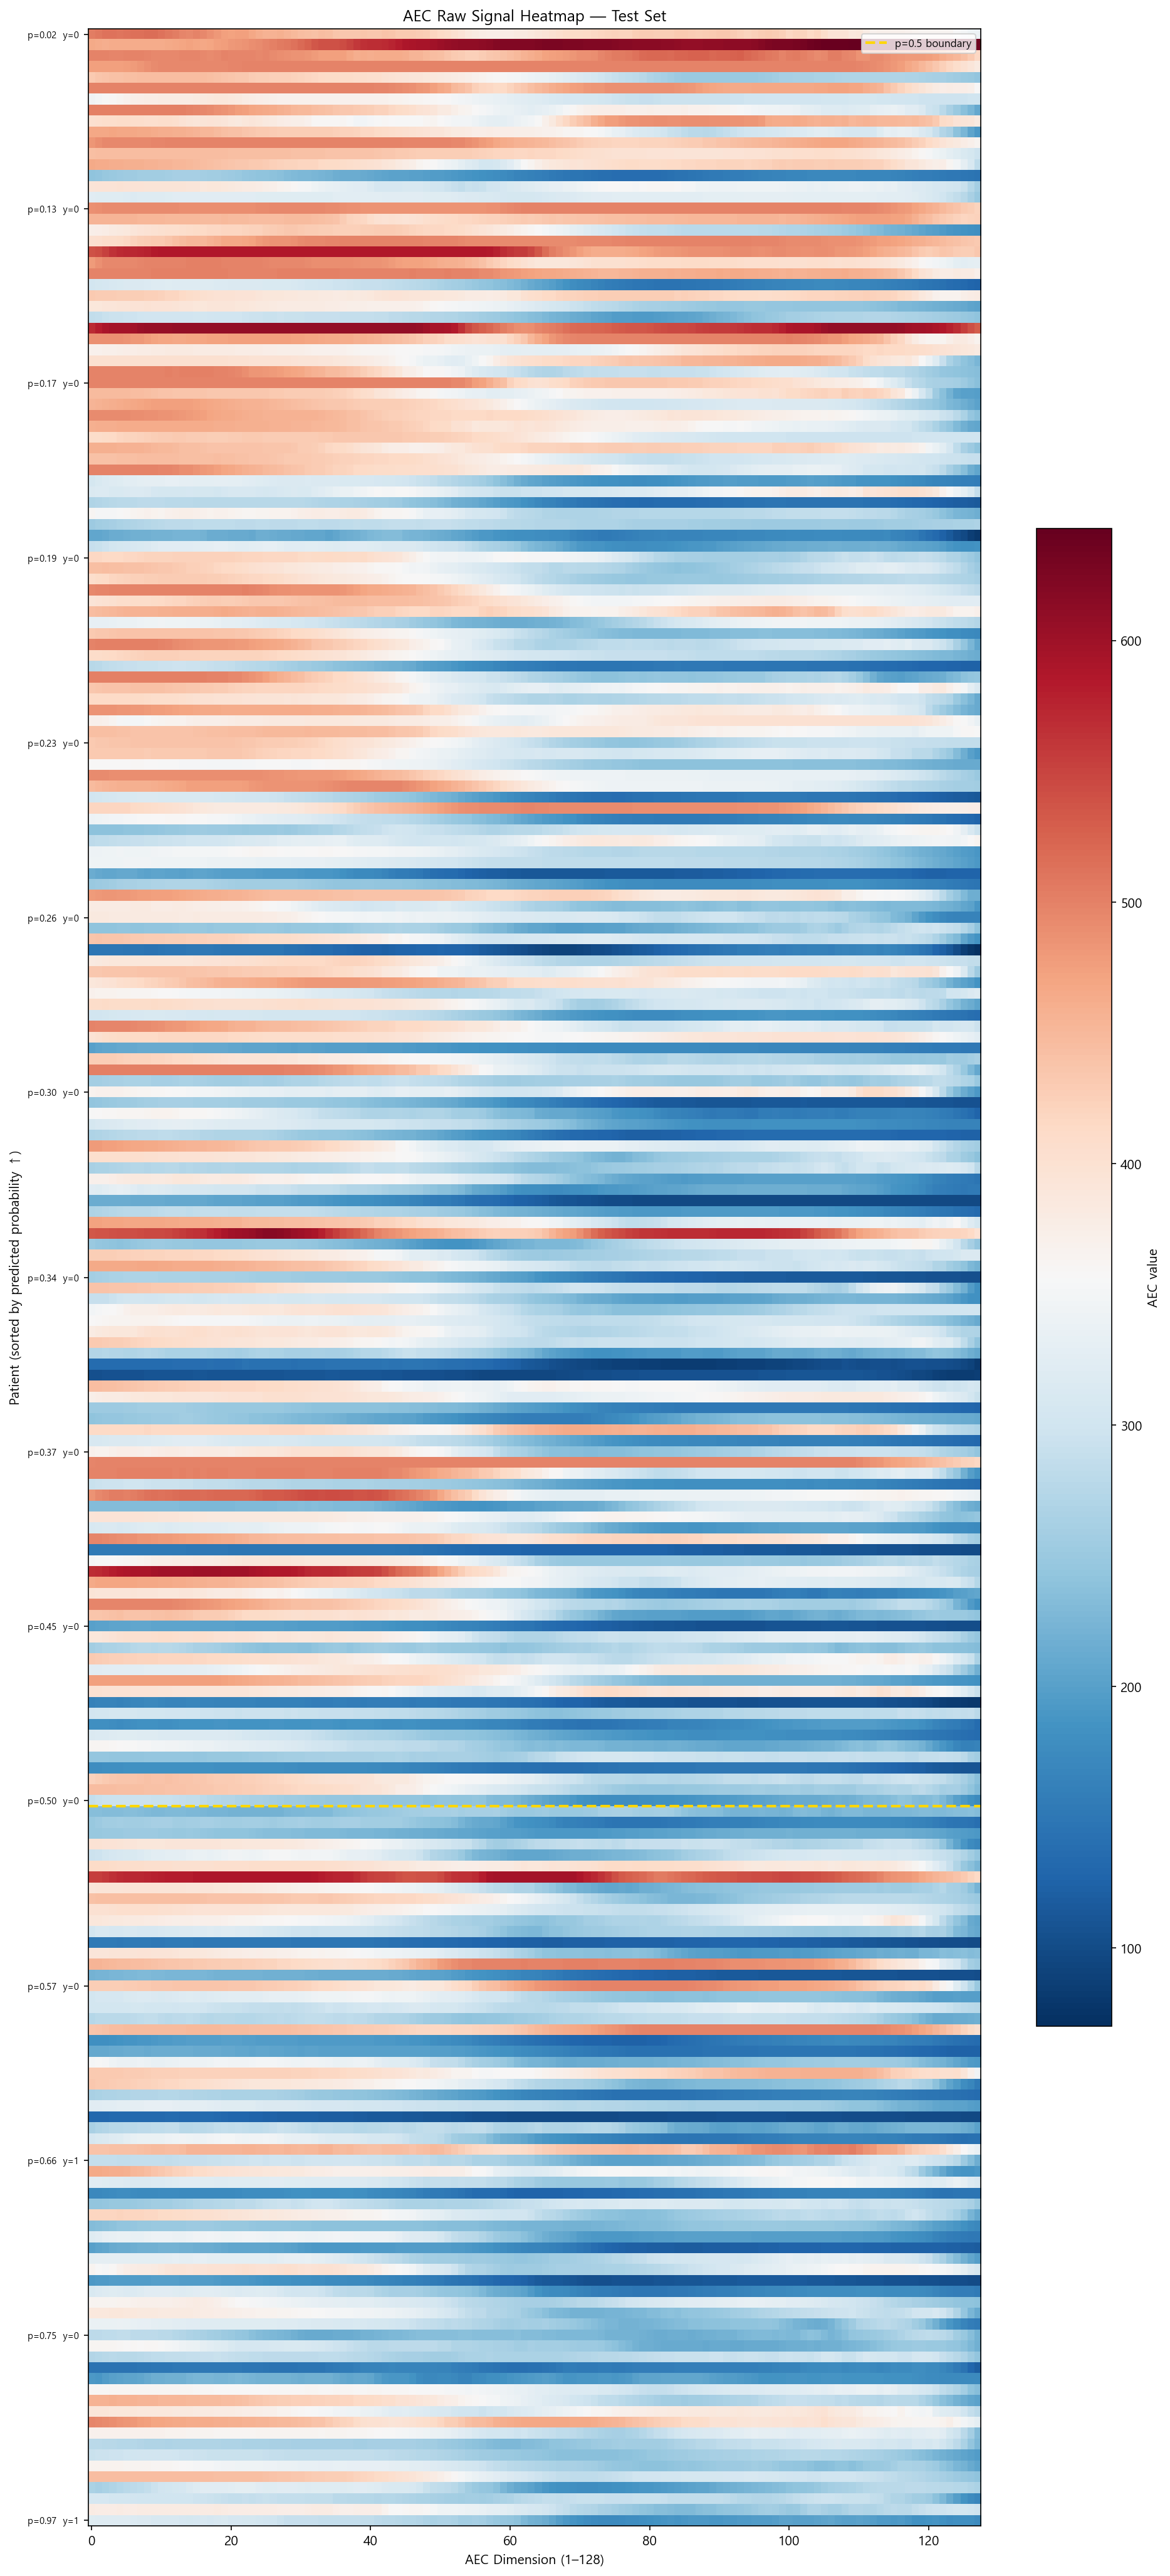 AEC Raw Signal Heatmap — Test Set
p=0.5 boundary
p=0.02 y=0
p=0.13 y=0
p=0.17 y=0
p=0.19 y=0
p=0.23 y=0
p=0.26 y=0
p=0.30 y=0
p=0.34 y=0
p=0.37 y=0
p=0.45 y=0
p=0.50 y=0
p=0.57 y=0
p=0.66 y=1
p=0.75 y=0
p=0.97 y=1
Patient (sorted by predicted probability ↑)
0 20 40 60 80 100 120
AEC Dimension (1–128)
600
500
400
300
200
100
AEC value